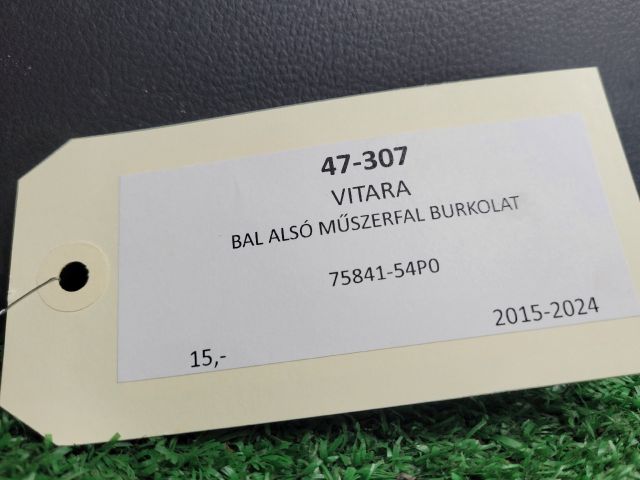 47-307
VITARA
BAL ALSÓ MŰSZERFAL BURKOLAT
75841-54P0
15,-
2015-2024